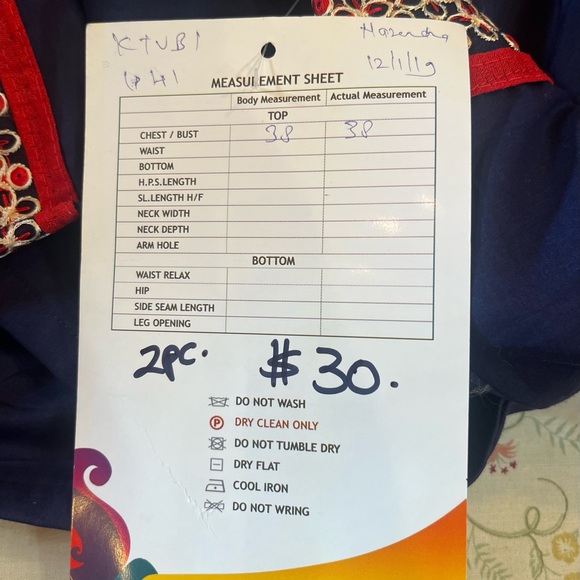 KTUBI
Narendra
12/1/19
MEASUREMENT SHEET
Body Measurement Actual Measurement
TOP
CHEST / BUST 38 38
WAIST
BOTTOM
H.P.S.LENGTH
SL.LENGTH H/F
NECK WIDTH
NECK DEPTH
ARM HOLE
BOTTOM
WAIST RELAX
HIP
SIDE SEAM LENGTH
LEG OPENING
2pc. $30.
DO NOT WASH
P DRY CLEAN ONLY
DO NOT TUMBLE DRY
DRY FLAT
COOL IRON
DO NOT WRING